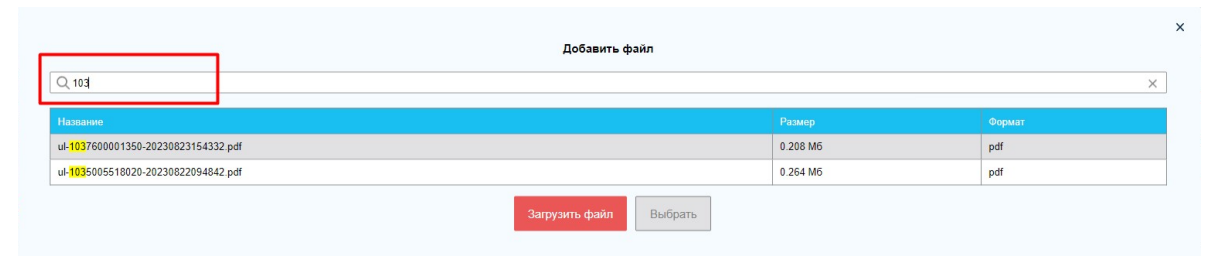 Добавить файл
103
Название Размер Формат
ul-1037600001350-20230823154332.pdf 0.208 Мб pdf
ul-1035005518020-20230822094842.pdf 0.264 Мб pdf
Загрузить файл Выбрать